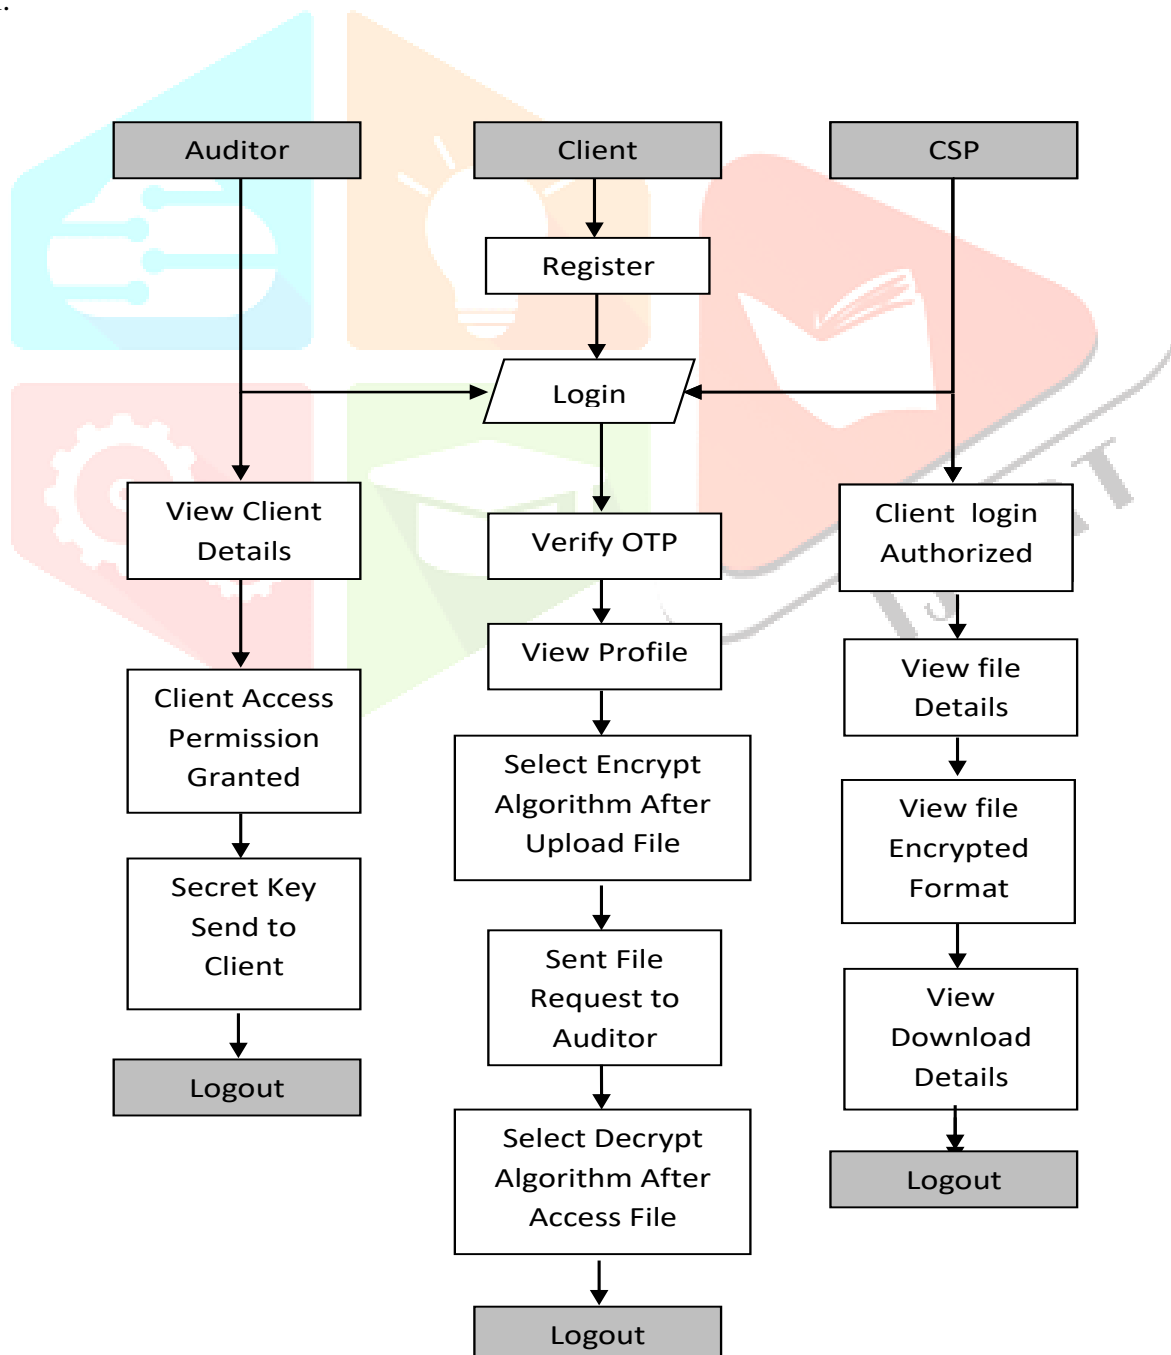 Auditor
Client
CSP
Register
Login
View Client
Details
Verify OTP
Client  login
Authorized
View Profile
View file
Details
Client Access
Permission
Granted
Select Encrypt
Algorithm After
Upload File
View file
Encrypted
Format
Secret Key
Send to
Client
Sent File
Request to
Auditor
View
Download
Details
Logout
Select Decrypt
Algorithm After
Access File
Logout
Logout